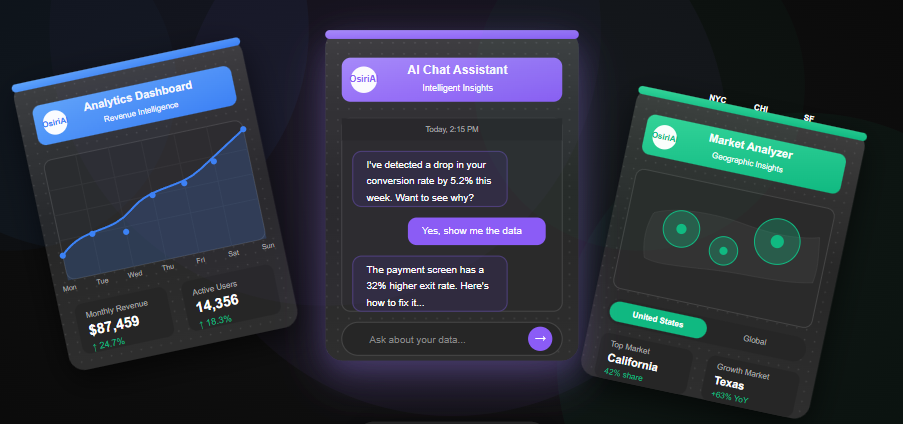 OsiriA
Analytics Dashboard
Revenue Intelligence
Mon Tue Wed Thu Fri Sat Sun
Monthly Revenue
$87,459
↑ 24.7%
Active Users
14,356
↑ 18.3%
OsiriA
AI Chat Assistant
Intelligent Insights
Today, 2:15 PM
I've detected a drop in your
conversion rate by 5.2% this
week. Want to see why?
Yes, show me the data
The payment screen has a
32% higher exit rate. Here's
how to fix it...
Ask about your data...
→
NYC CHI SF
OsiriA
Market Analyzer
Geographic Insights
United States
Global
Top Market
California
42% share
Growth Market
Texas
+63% YoY